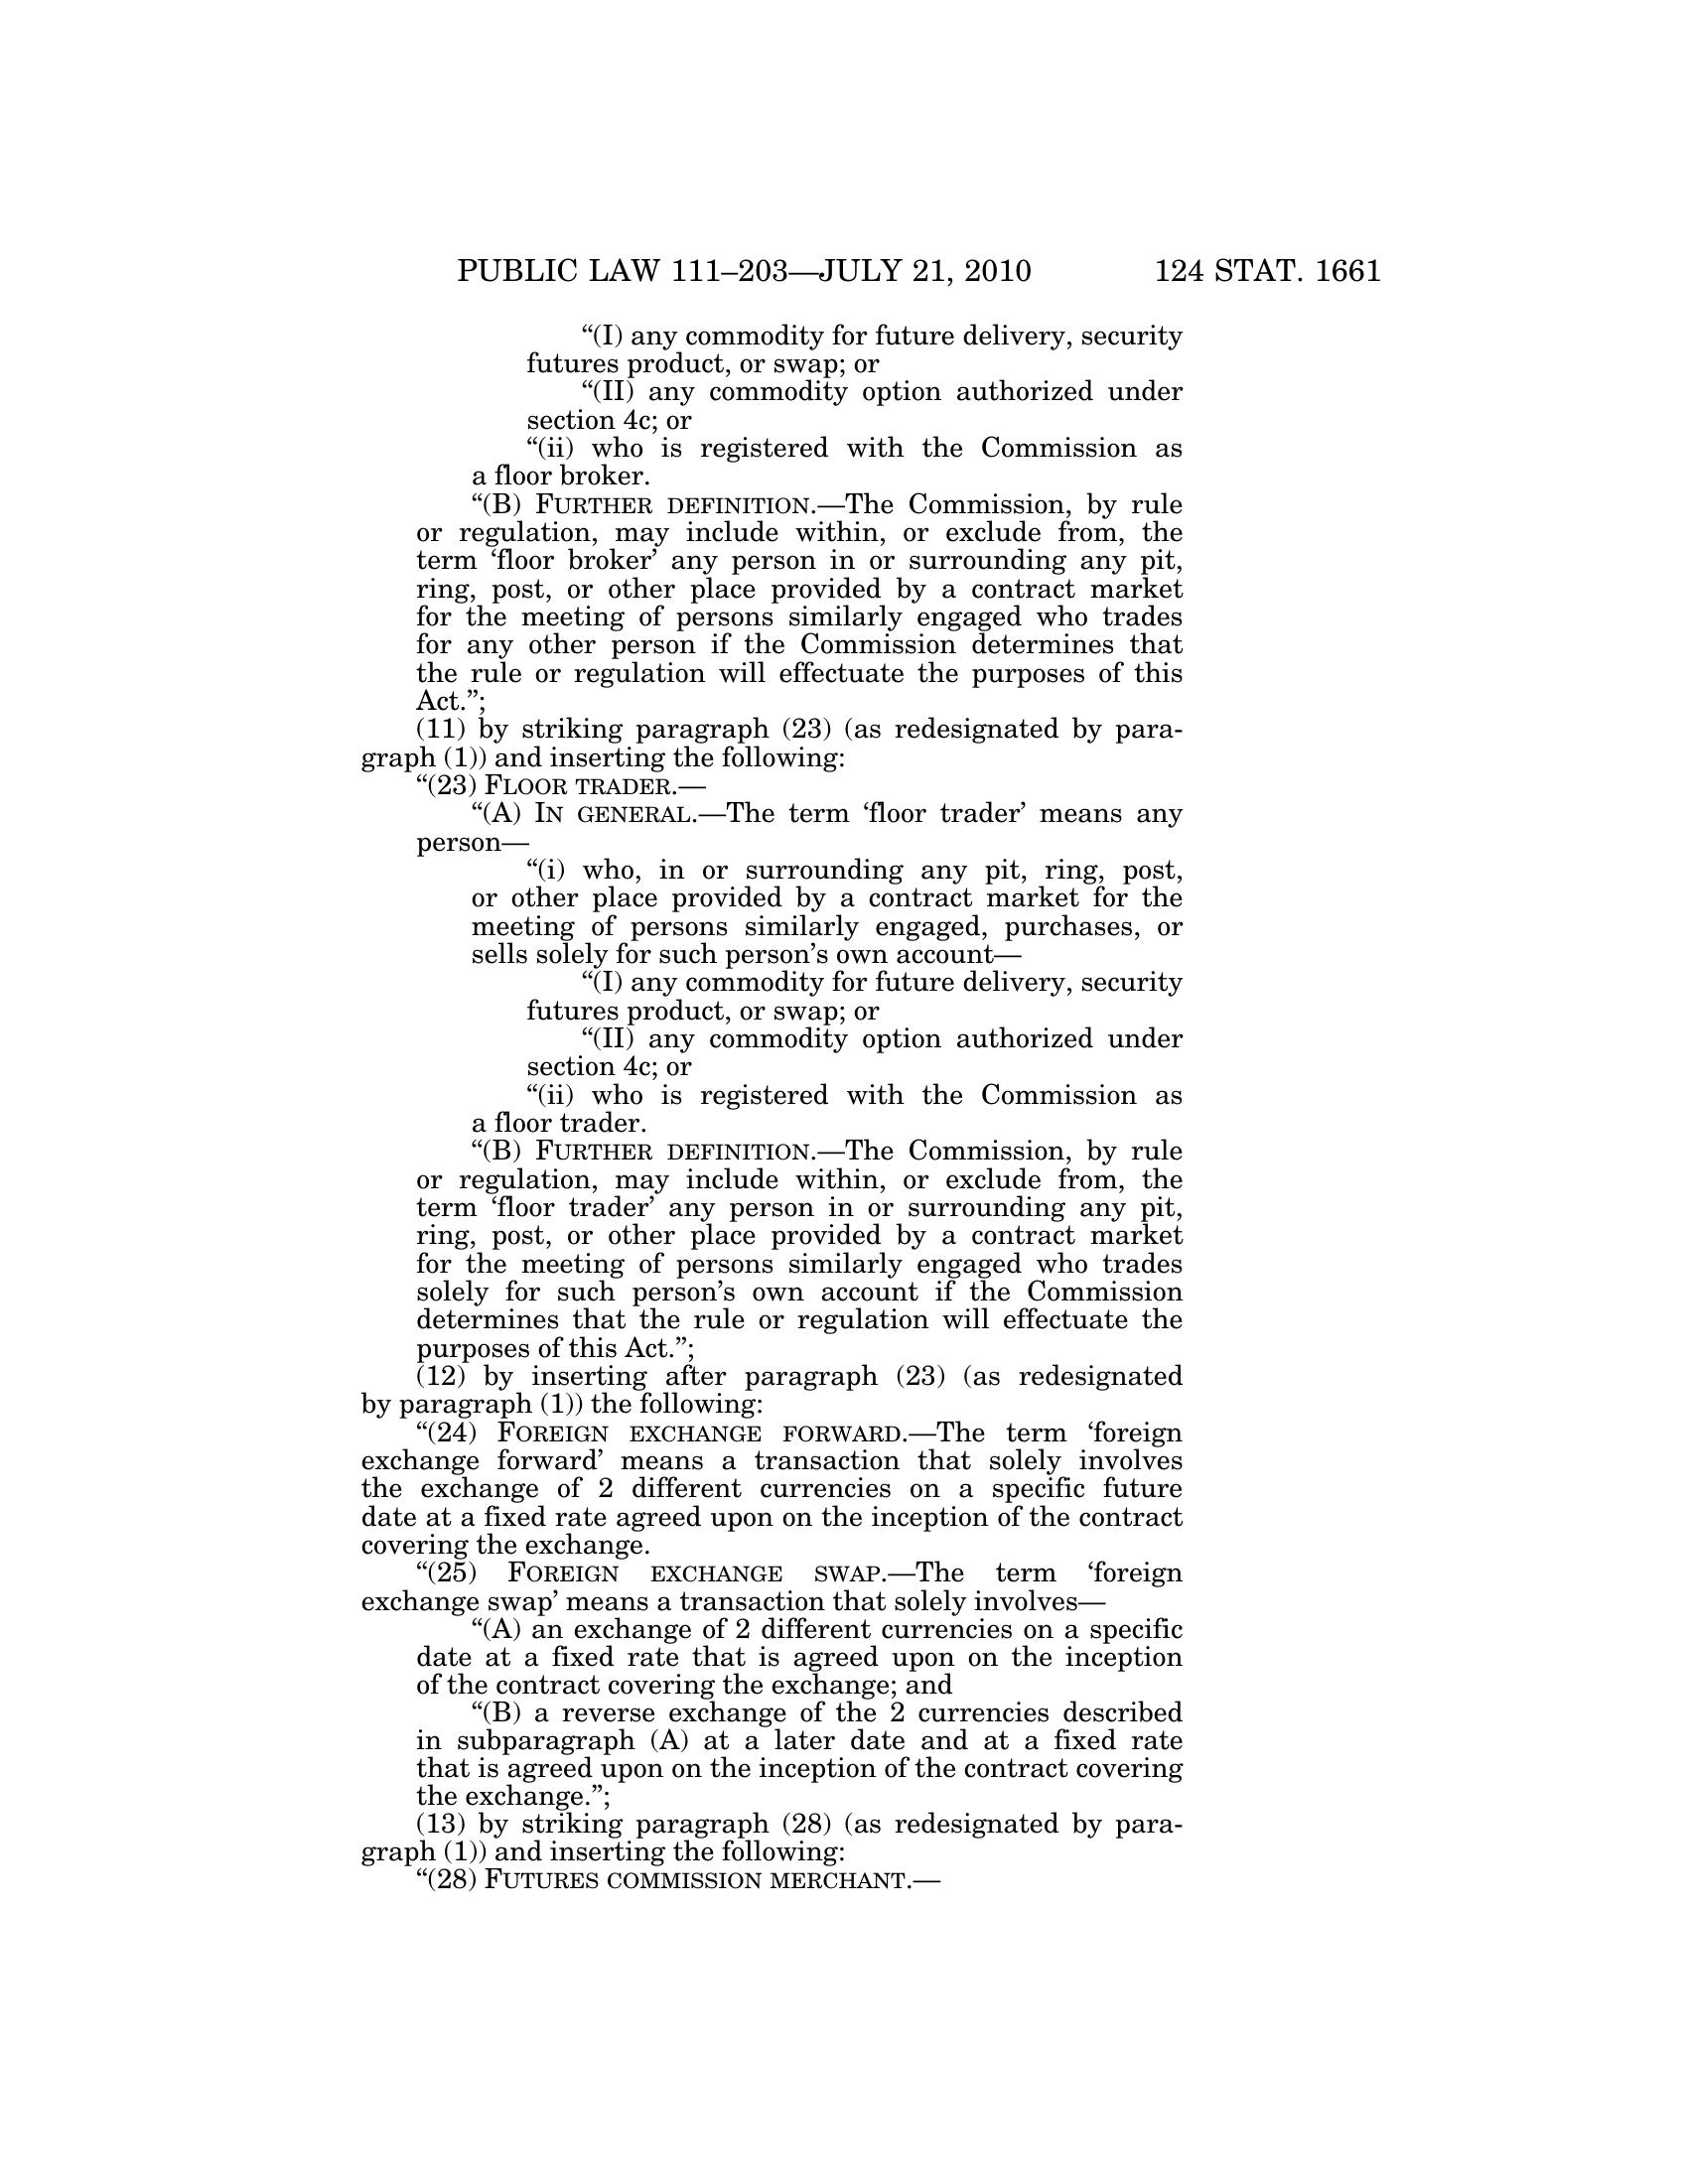 PUBLIC LAW 111–203—JULY 21, 2010 124 STAT. 1661
“(I) any commodity for future delivery, security
futures product, or swap; or
“(II) any commodity option authorized under
section 4c; or
“(ii) who is registered with the Commission as
a floor broker.
“(B) FURTHER DEFINITION.—The Commission, by rule
or regulation, may include within, or exclude from, the
term ‘floor broker’ any person in or surrounding any pit,
ring, post, or other place provided by a contract market
for the meeting of persons similarly engaged who trades
for any other person if the Commission determines that
the rule or regulation will effectuate the purposes of this
Act.”;
(11) by striking paragraph (23) (as redesignated by para-
graph (1)) and inserting the following:
“(23) FLOOR TRADER.—
“(A) IN GENERAL.—The term ‘floor trader’ means any
person—
“(i) who, in or surrounding any pit, ring, post,
or other place provided by a contract market for the
meeting of persons similarly engaged, purchases, or
sells solely for such person’s own account—
“(I) any commodity for future delivery, security
futures product, or swap; or
“(II) any commodity option authorized under
section 4c; or
“(ii) who is registered with the Commission as
a floor trader.
“(B) FURTHER DEFINITION.—The Commission, by rule
or regulation, may include within, or exclude from, the
term ‘floor trader’ any person in or surrounding any pit,
ring, post, or other place provided by a contract market
for the meeting of persons similarly engaged who trades
solely for such person’s own account if the Commission
determines that the rule or regulation will effectuate the
purposes of this Act.”;
(12) by inserting after paragraph (23) (as redesignated
by paragraph (1)) the following:
“(24) FOREIGN EXCHANGE FORWARD.—The term ‘foreign
exchange forward’ means a transaction that solely involves
the exchange of 2 different currencies on a specific future
date at a fixed rate agreed upon on the inception of the contract
covering the exchange.
“(25) FOREIGN EXCHANGE SWAP.—The term ‘foreign
exchange swap’ means a transaction that solely involves—
“(A) an exchange of 2 different currencies on a specific
date at a fixed rate that is agreed upon on the inception
of the contract covering the exchange; and
“(B) a reverse exchange of the 2 currencies described
in subparagraph (A) at a later date and at a fixed rate
that is agreed upon on the inception of the contract covering
the exchange.”;
(13) by striking paragraph (28) (as redesignated by para-
graph (1)) and inserting the following:
“(28) FUTURES COMMISSION MERCHANT.—